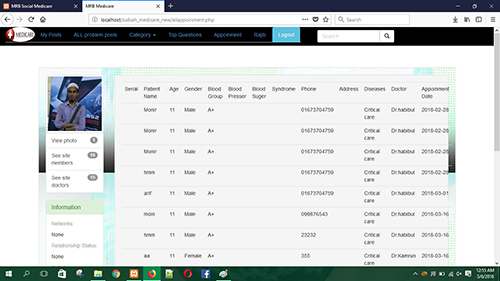 MRB Social Medicare
MRB Medicare
localhost/sabah_medicare_new/allappoinment.php
Search
MEDICARE
My Posts
ALL problem posts
Category
Top Questions
Appoinment
Rajib
Logout
Search
Serial Patient Name Age Gender Blood Group Blood Presser Blood Suger Syndrome Phone Address Diseases Doctor Appoinment Date
Monir 11 Male A+ 01673704759 Critical care Dr.habibul 2018-02-28
Monir 11 Male A+ 01673704759 Critical care Dr.habibul 2018-02-28
Monir 11 Male A+ 01673704759 Critical care Dr.habibul 2018-02-28
hmm 11 Male A+ 01673704759 Critical care Dr.habibul 2018-02-28
arif 11 Male A+ 01673704759 Critical care Dr.habibul 2018-03-01
moin 11 Male A+ 099876543 Critical care Dr.habibul 2018-03-16
hmm 11 Male A+ 23232 Critical care Dr.habibul 2018-03-16
aa 11 Female A+ 355 Critical care Dr.Kamrun 2018-03-16
View photo
See site members
See site doctors
Information
Networks
None
Relationship Status
None
12:55 AM
3/6/2018